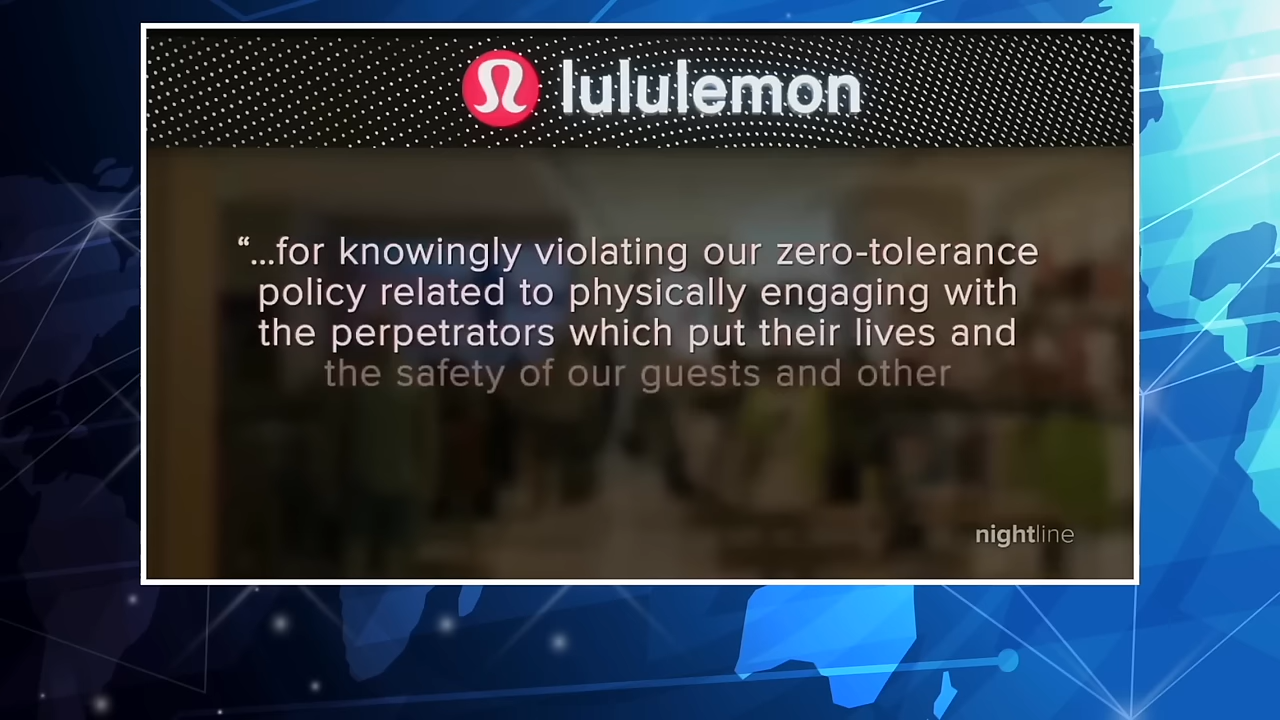 lululemon
“...for knowingly violating our zero-tolerance
policy related to physically engaging with
the perpetrators which put their lives and
the safety of our guests and other
nightline